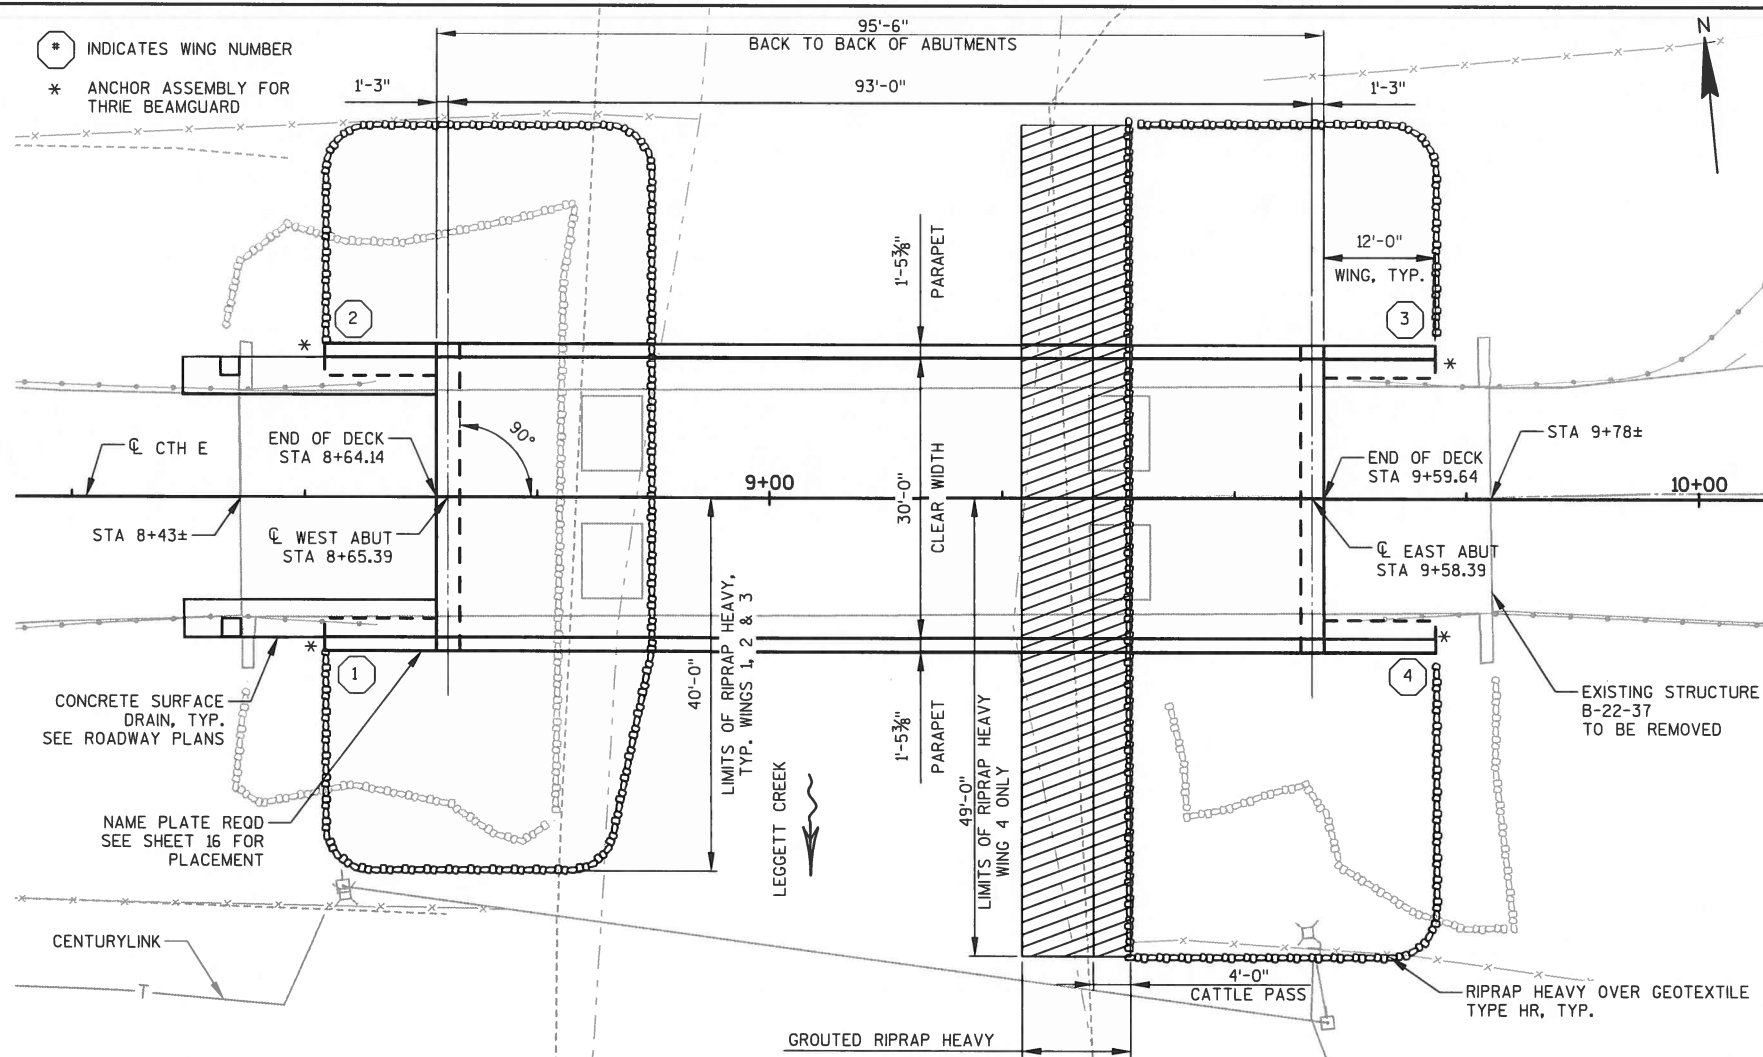 # INDICATES WING NUMBER
* ANCHOR ASSEMBLY FOR
THRIE BEAMGUARD
95'-6"
BACK TO BACK OF ABUTMENTS
1'-3"
93'-0"
1'-3"
N
1'-5⅜"
PARAPET
12'-0"
WING, TYP.
2
3
*
*
℄ CTH E
END OF DECK
STA 8+64.14
90°
9+00
30'-0"
CLEAR WIDTH
STA 9+78±
END OF DECK
STA 9+59.64
10+00
STA 8+43±
℄ WEST ABUT
STA 8+65.39
℄ EAST ABUT
STA 9+58.39
*
*
1
4
40'-0"
LIMITS OF RIPRAP HEAVY,
TYP. WINGS 1, 2 & 3
1'-5⅜"
PARAPET
49'-0"
LIMITS OF RIPRAP HEAVY
WING 4 ONLY
CONCRETE SURFACE
DRAIN, TYP.
SEE ROADWAY PLANS
EXISTING STRUCTURE
B-22-37
TO BE REMOVED
NAME PLATE REQD
SEE SHEET 16 FOR
PLACEMENT
LEGGETT CREEK
CENTURYLINK
T
4'-0"
CATTLE PASS
RIPRAP HEAVY OVER GEOTEXTILE
TYPE HR, TYP.
GROUTED RIPRAP HEAVY